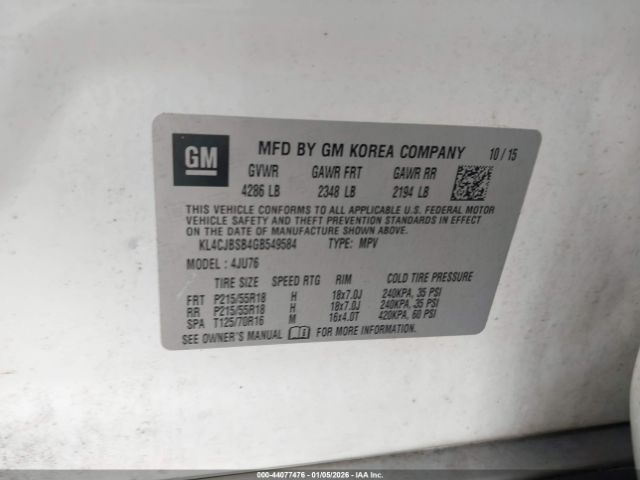 GM
MFD BY GM KOREA COMPANY 10 / 15
GVWR GAWR FRT GAWR RR
4286 LB 2348 LB 2194 LB
THIS VEHICLE CONFORMS TO ALL APPLICABLE U.S. FEDERAL MOTOR
VEHICLE SAFETY AND THEFT PREVENTION STANDARDS IN EFFECT
ON THE DATE OF MANUFACTURE SHOWN ABOVE.
KL4CJBSB4GB549584 TYPE: MPV
MODEL : 4JU76
TIRE SIZE SPEED RTG RIM COLD TIRE PRESSURE
FRT P215/55R18 H 18x7.0J 240KPA, 35 PSI
RR P215/55R18 H 18x7.0J 240KPA, 35 PSI
SPA T125/70R16 M 16x4.0T 420KPA, 60 PSI
SEE OWNER'S MANUAL FOR MORE INFORMATION.
000-44077476 - 01/05/2026 - IAA Inc.